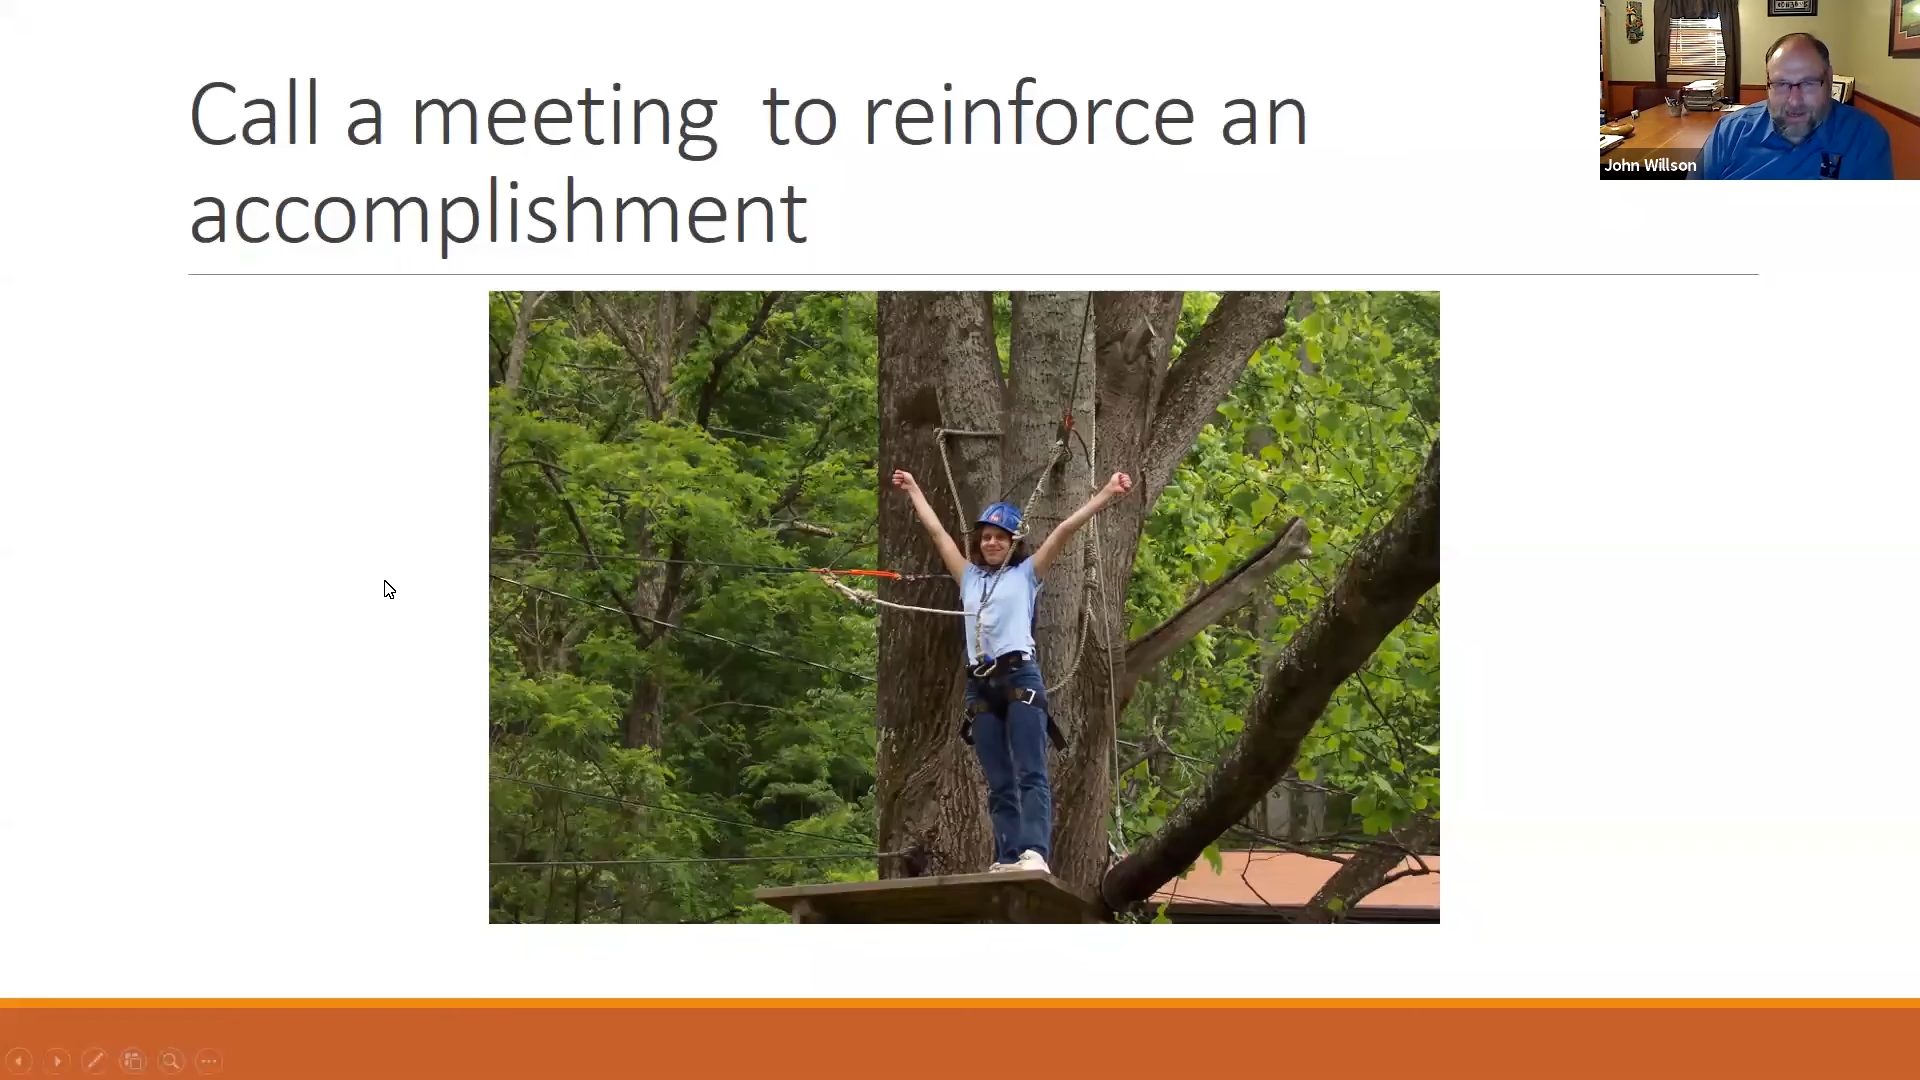 Call a meeting  to reinforce an
accomplishment
John Willson